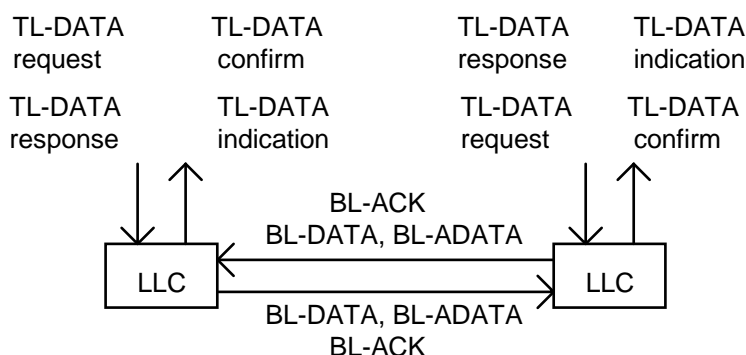 TL-DATA TL-DATA TL-DATA TL-DATA
request confirm response indication
TL-DATA TL-DATA TL-DATA TL-DATA
response indication request confirm
BL-ACK
BL-DATA, BL-ADATA
LLC LLC
BL-DATA, BL-ADATA
BL-ACK